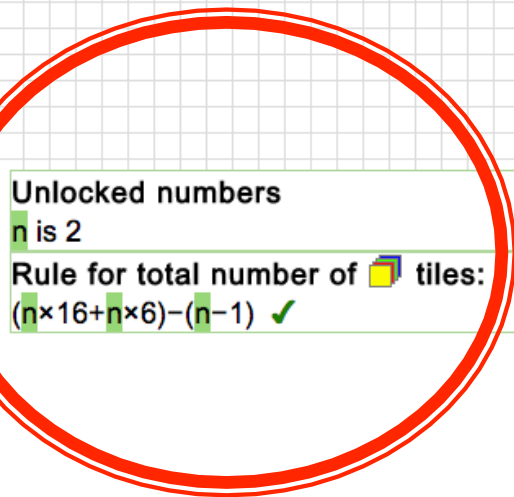 Unlocked numbers
n is 2
Rule for total number of tiles:
(n×16+n×6)−(n−1) ✔